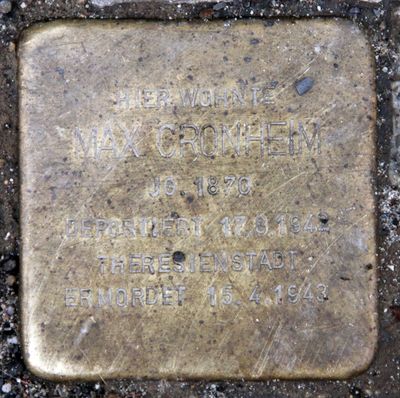 HIER WOHNTE
MAX CRONHEIM
JG. 1870
DEPORTIERT 17.8.1942
THERESIENSTADT
ERMORDET 15.4.1943